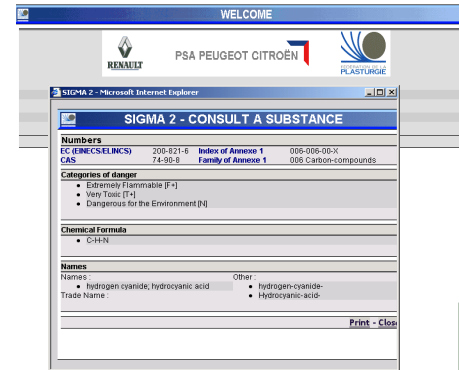 WELCOME
RENAULT
PSA PEUGEOT CITROËN
FEDERATION DE LA
PLASTURGIE
SIGMA 2 - Microsoft Internet Explorer
SIGMA 2 - CONSULT A SUBSTANCE
Numbers
EC (EINECS/ELINCS) 200-821-6 Index of Annexe 1 006-006-00-X
CAS 74-90-8 Family of Annexe 1 006 Carbon-compounds
Categories of danger
• Extremely Flammable [F+]
• Very Toxic [T+]
• Dangerous for the Environment [N]
Chemical Formula
• C-H-N
Names
Names : Other :
• hydrogen cyanide; hydrocyanic acid • hydrogen-cyanide-
Trade Name : • Hydrocyanic-acid-
Print - Close